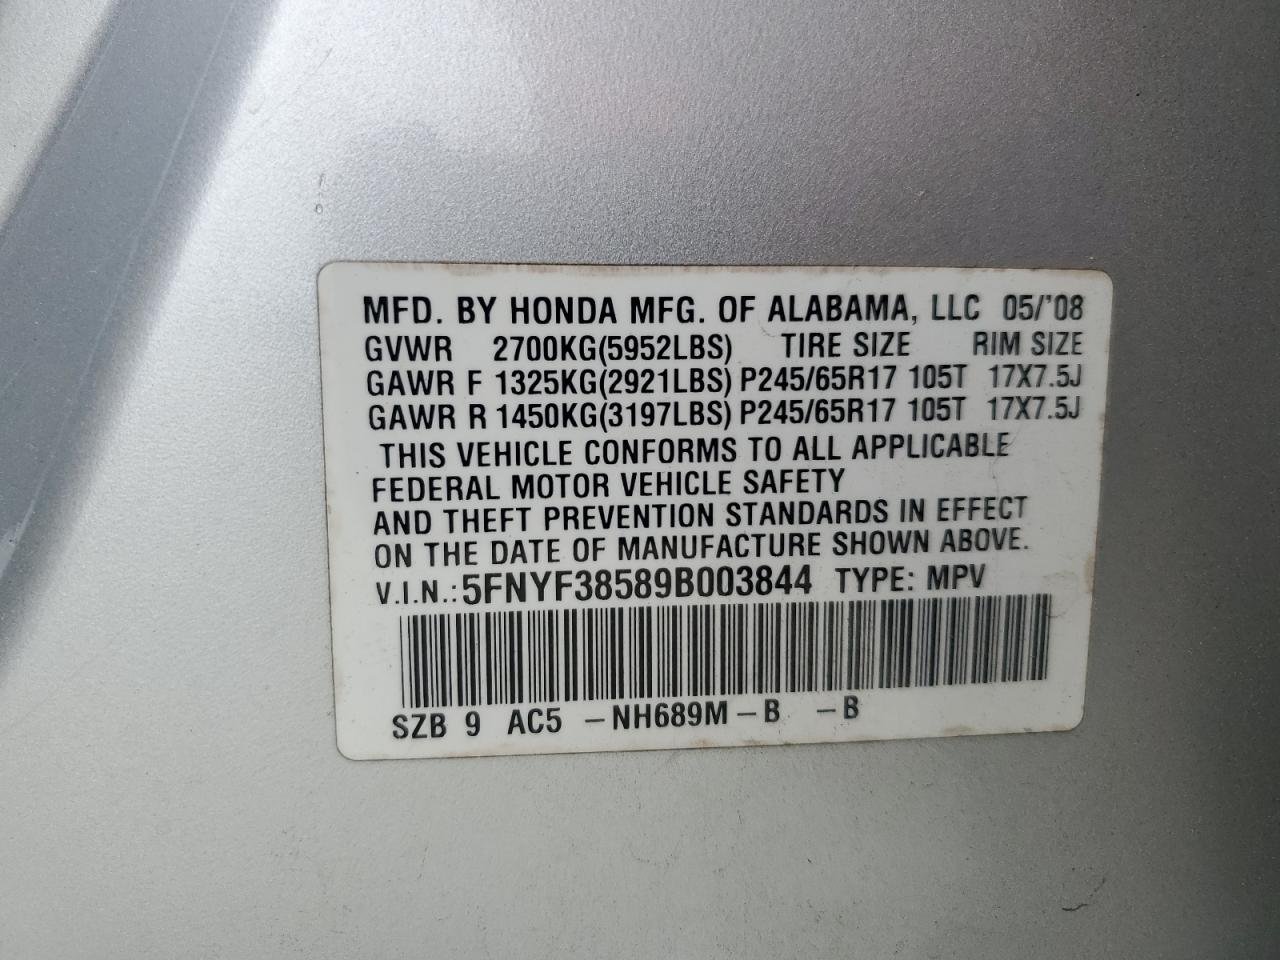 MFD. BY HONDA MFG. OF ALABAMA, LLC 05/'08
GVWR 2700KG(5952LBS) TIRE SIZE RIM SIZE
GAWR F 1325KG(2921LBS) P245/65R17 105T 17X7.5J
GAWR R 1450KG(3197LBS) P245/65R17 105T 17X7.5J
THIS VEHICLE CONFORMS TO ALL APPLICABLE
FEDERAL MOTOR VEHICLE SAFETY
AND THEFT PREVENTION STANDARDS IN EFFECT
ON THE DATE OF MANUFACTURE SHOWN ABOVE.
V.I.N.: 5FNYF38589B003844 TYPE: MPV
SZB 9 AC5 -NH689M-B -B